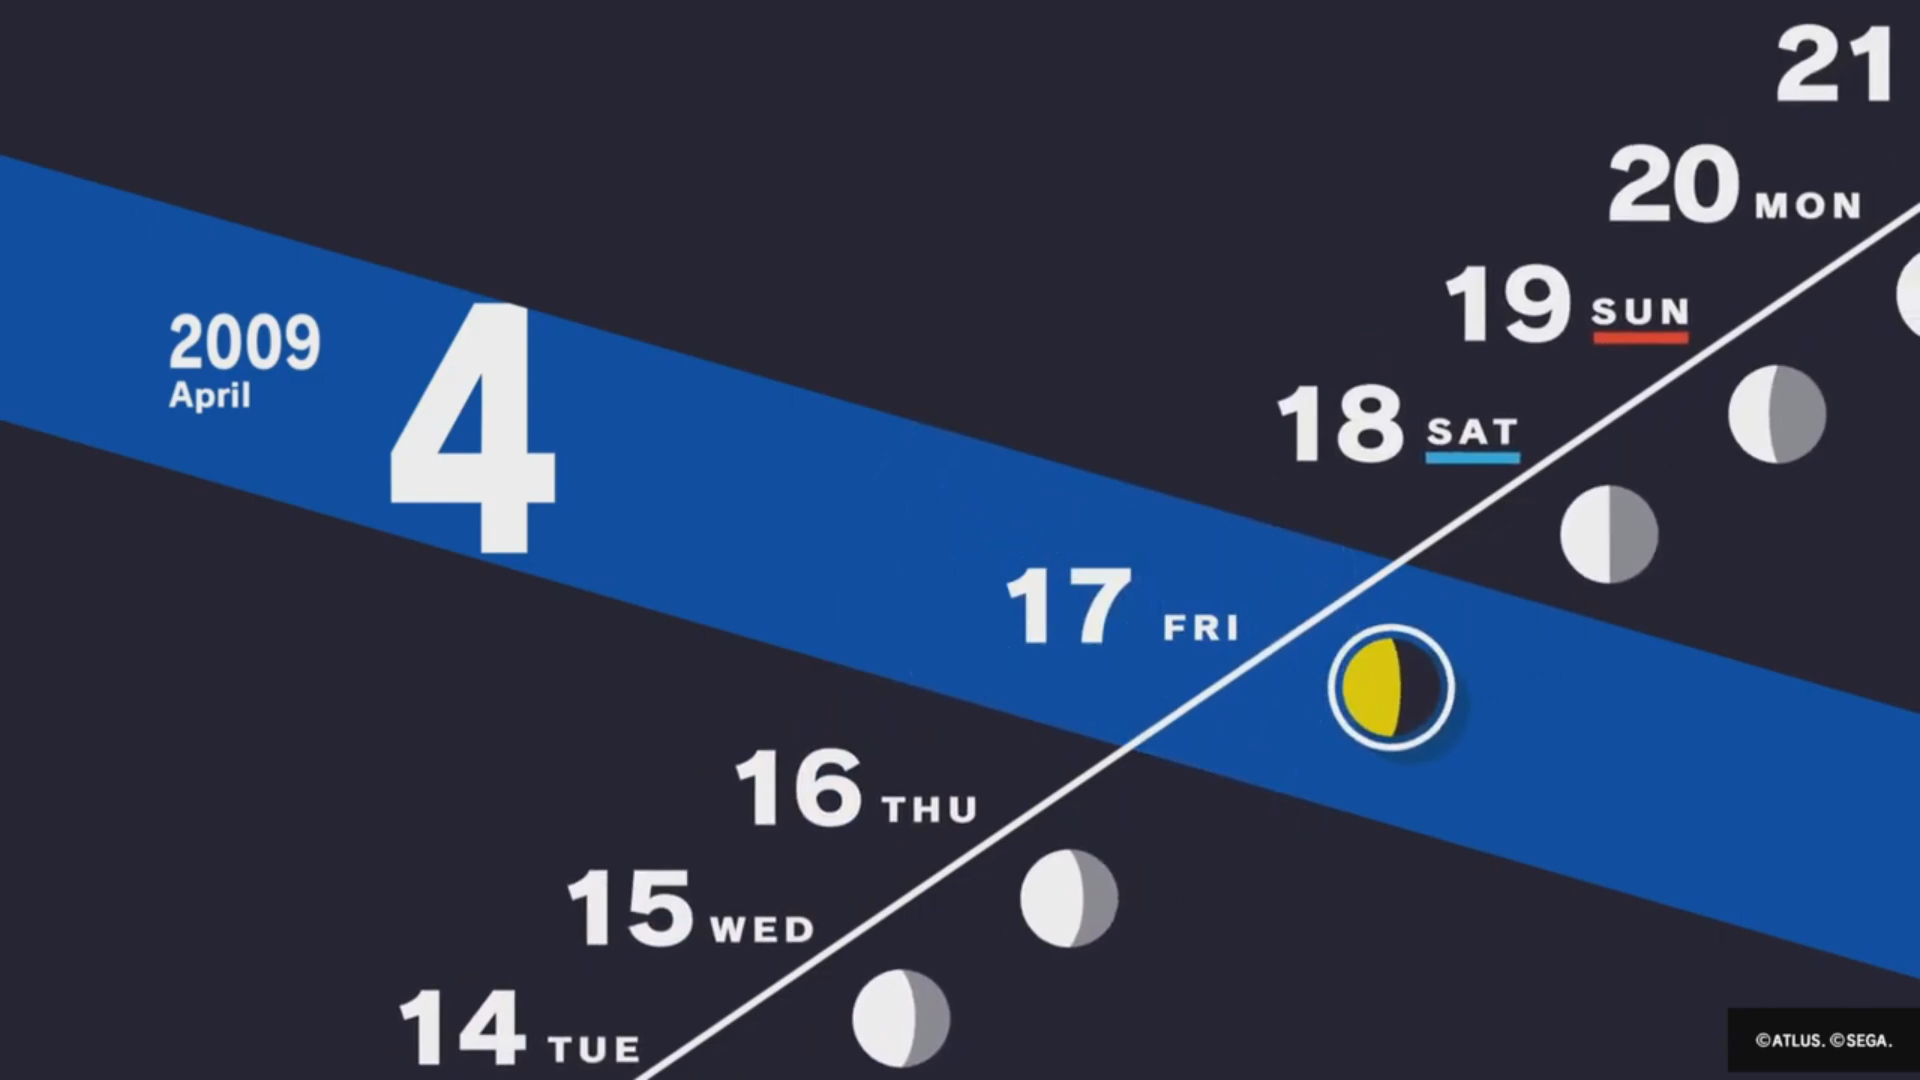 2009
April
4
21
20 MON
19 SUN
18 SAT
17 FRI
16 THU
15 WED
14 TUE
©ATLUS. ©SEGA.